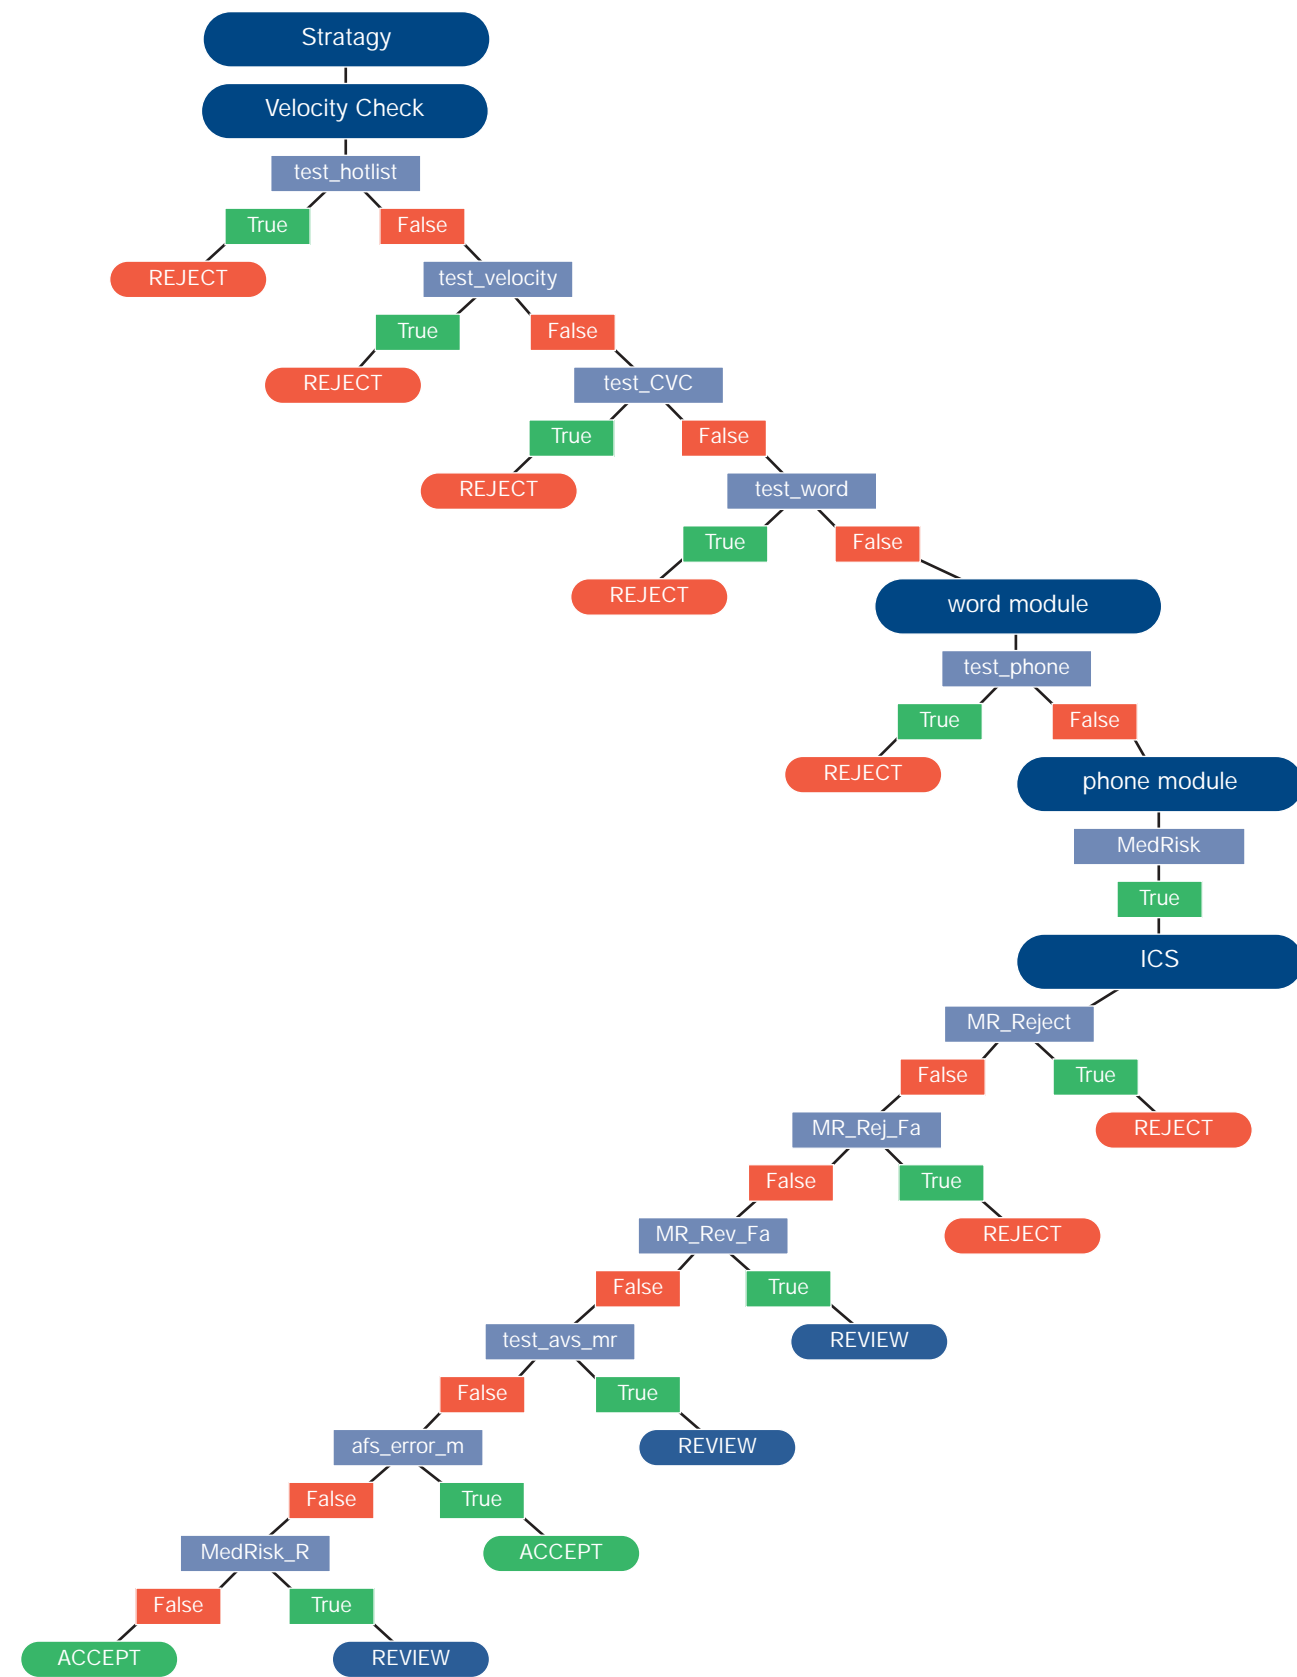 Stratagy
Velocity Check
test_hotlist
True
False
REJECT
test_velocity
True
False
REJECT
test_CVC
True
False
REJECT
test_word
True
False
REJECT
word module
test_phone
True
False
REJECT
phone module
MedRisk
True
ICS
MR_Reject
False
True
MR_Rej_Fa
REJECT
False
True
MR_Rev_Fa
REJECT
False
True
test_avs_mr
REVIEW
False
True
afs_error_m
REVIEW
False
True
MedRisk_R
ACCEPT
False
True
ACCEPT
REVIEW